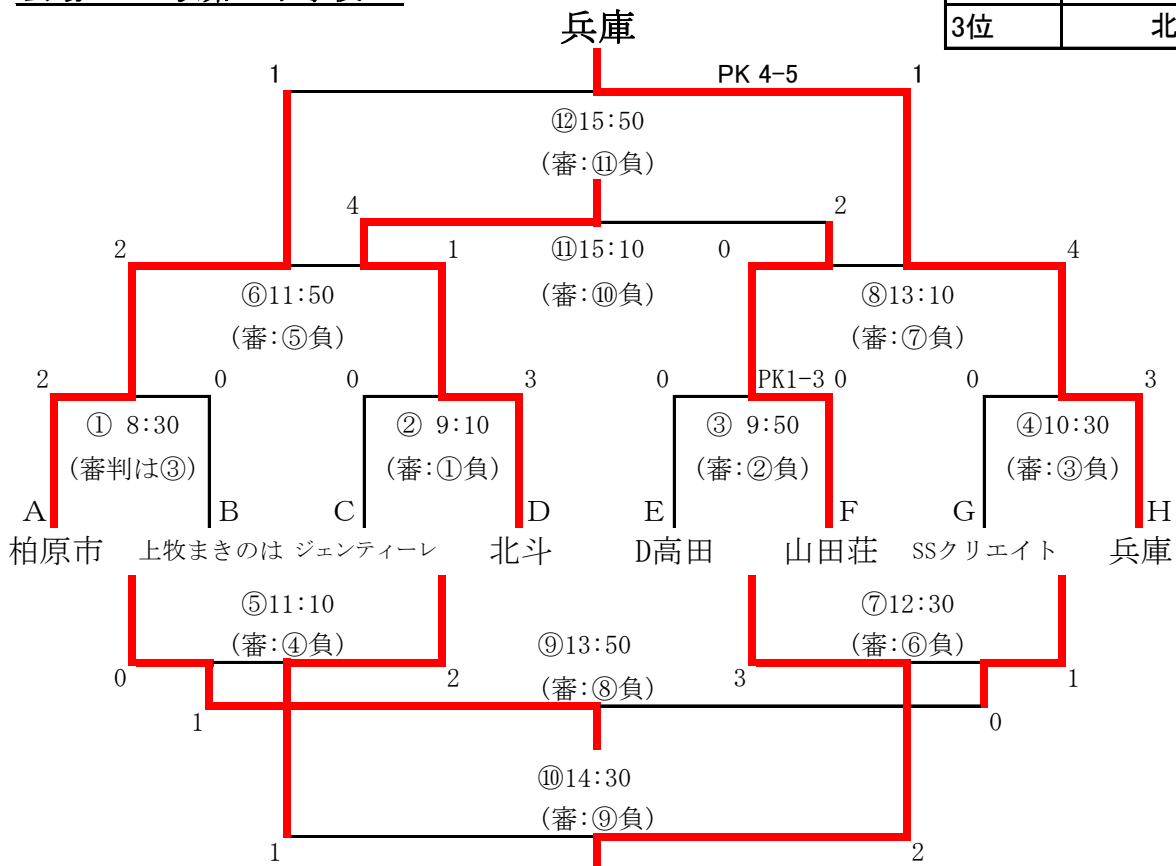 3位 北
兵庫
1 PK 4-5 1
⑫15:50
(審:⑪負)
4 2
2 1 ⑪15:10 0 4
⑥11:50 (審:⑩負) ⑧13:10
(審:⑤負) (審:⑦負)
2 0 0 3 0 PK1-3 0 0 3
① 8:30 ② 9:10 ③ 9:50 ④10:30
(審判は③) (審:①負) (審:②負) (審:③負)
A B C D E F G H
柏原市 上牧まきのは ジェンティーレ 北斗 D高田 山田荘 SSクリエイト 兵庫
⑤11:10 ⑦12:30
(審:④負) ⑨13:50 (審:⑥負)
0 2 (審:⑧負) 3 1
1 0
⑩14:30
(審:⑨負)
1 2